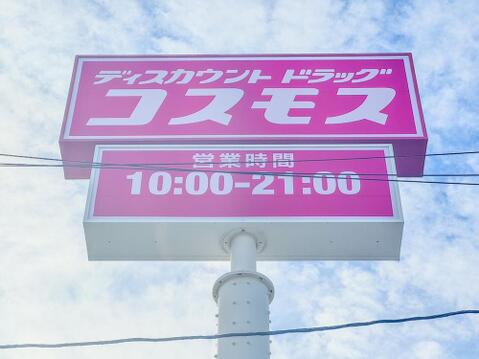 ディスカウント ドラッグ
コスモス
営業時間
10:00-21:00